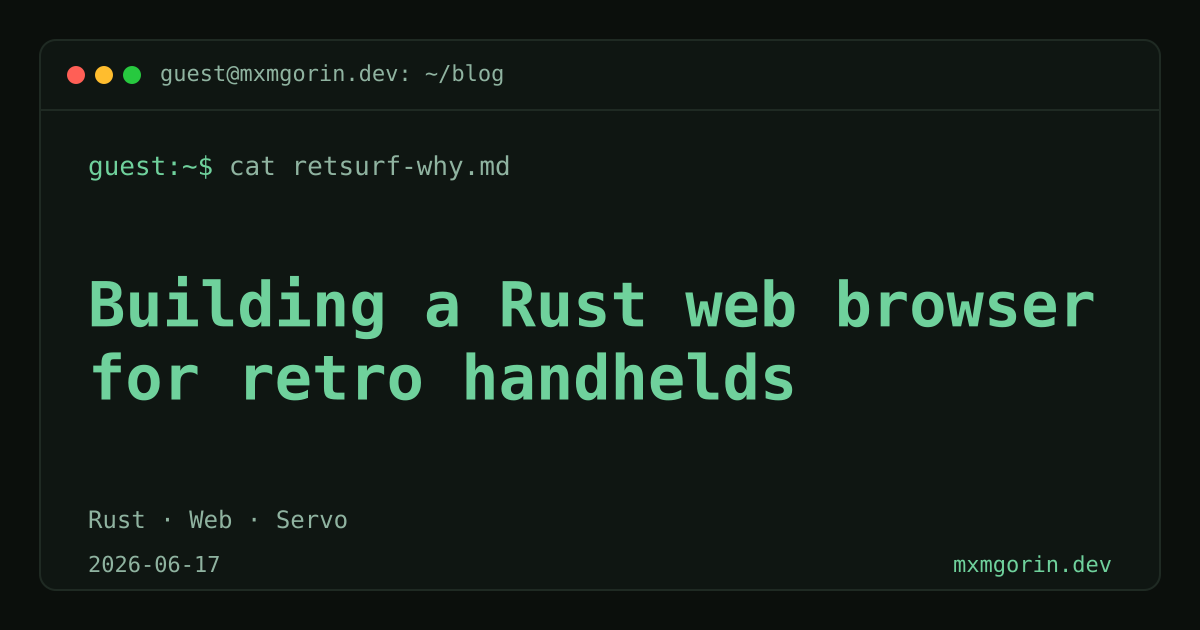 guest@mxmgorin.dev: ~/blog
guest:~$ cat retsurf-why.md
Building a Rust web browser
for retro handhelds
Rust · Web · Servo
2026-06-17
mxmgorin.dev